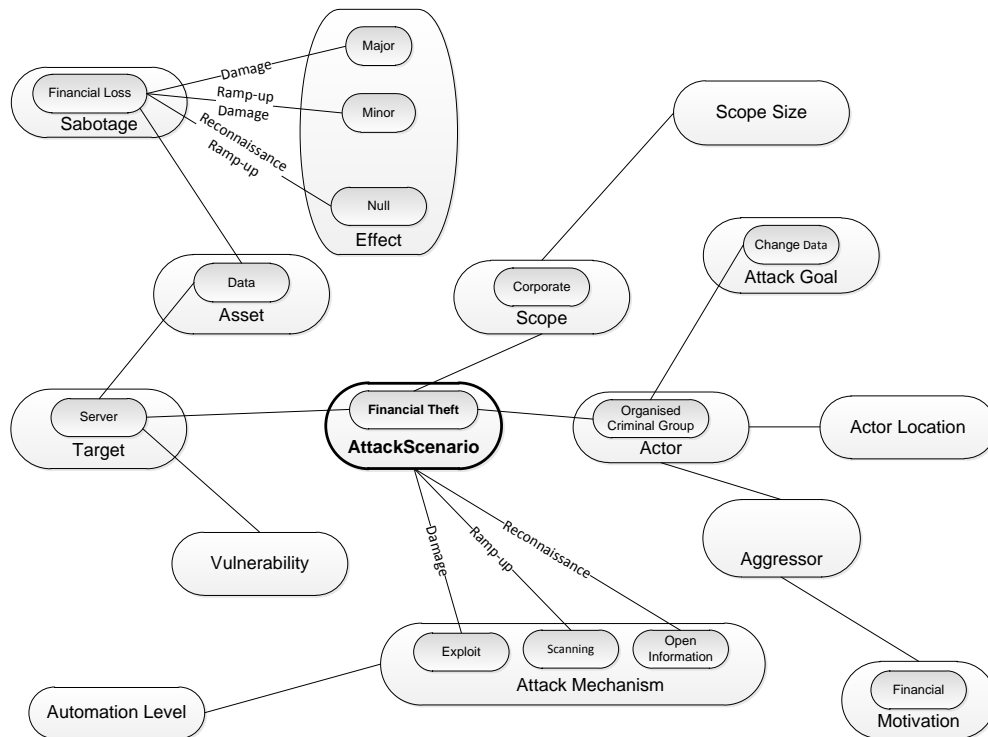 Major
Damage
Financial Loss
Ramp-up
Damage
Minor
Sabotage
Reconnaissance
Ramp-up
Null
Effect
Scope Size
Change Data
Attack Goal
Data
Asset
Corporate
Scope
Server
Target
Financial Theft
AttackScenario
Organised
Criminal Group
Actor
Actor Location
Vulnerability
Damage
Ramp-up
Reconnaissance
Aggressor
Exploit
Scanning
Open
Information
Attack Mechanism
Automation Level
Financial
Motivation